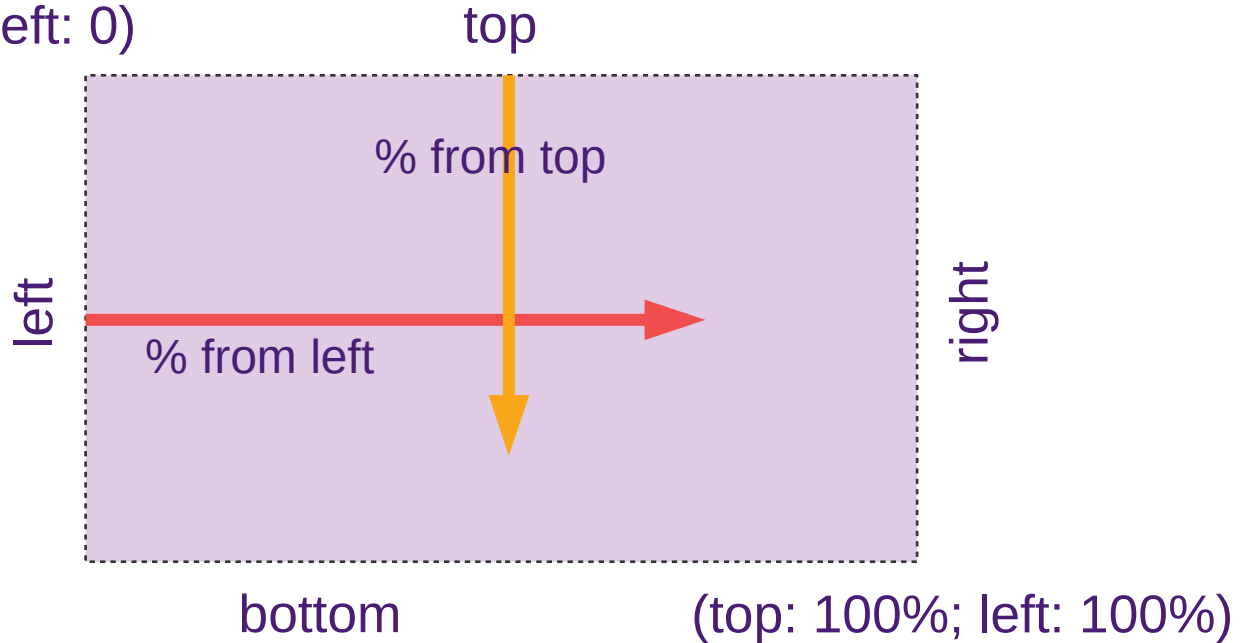 eft: 0)
top
% from top
left
right
% from left
bottom
(top: 100%; left: 100%)